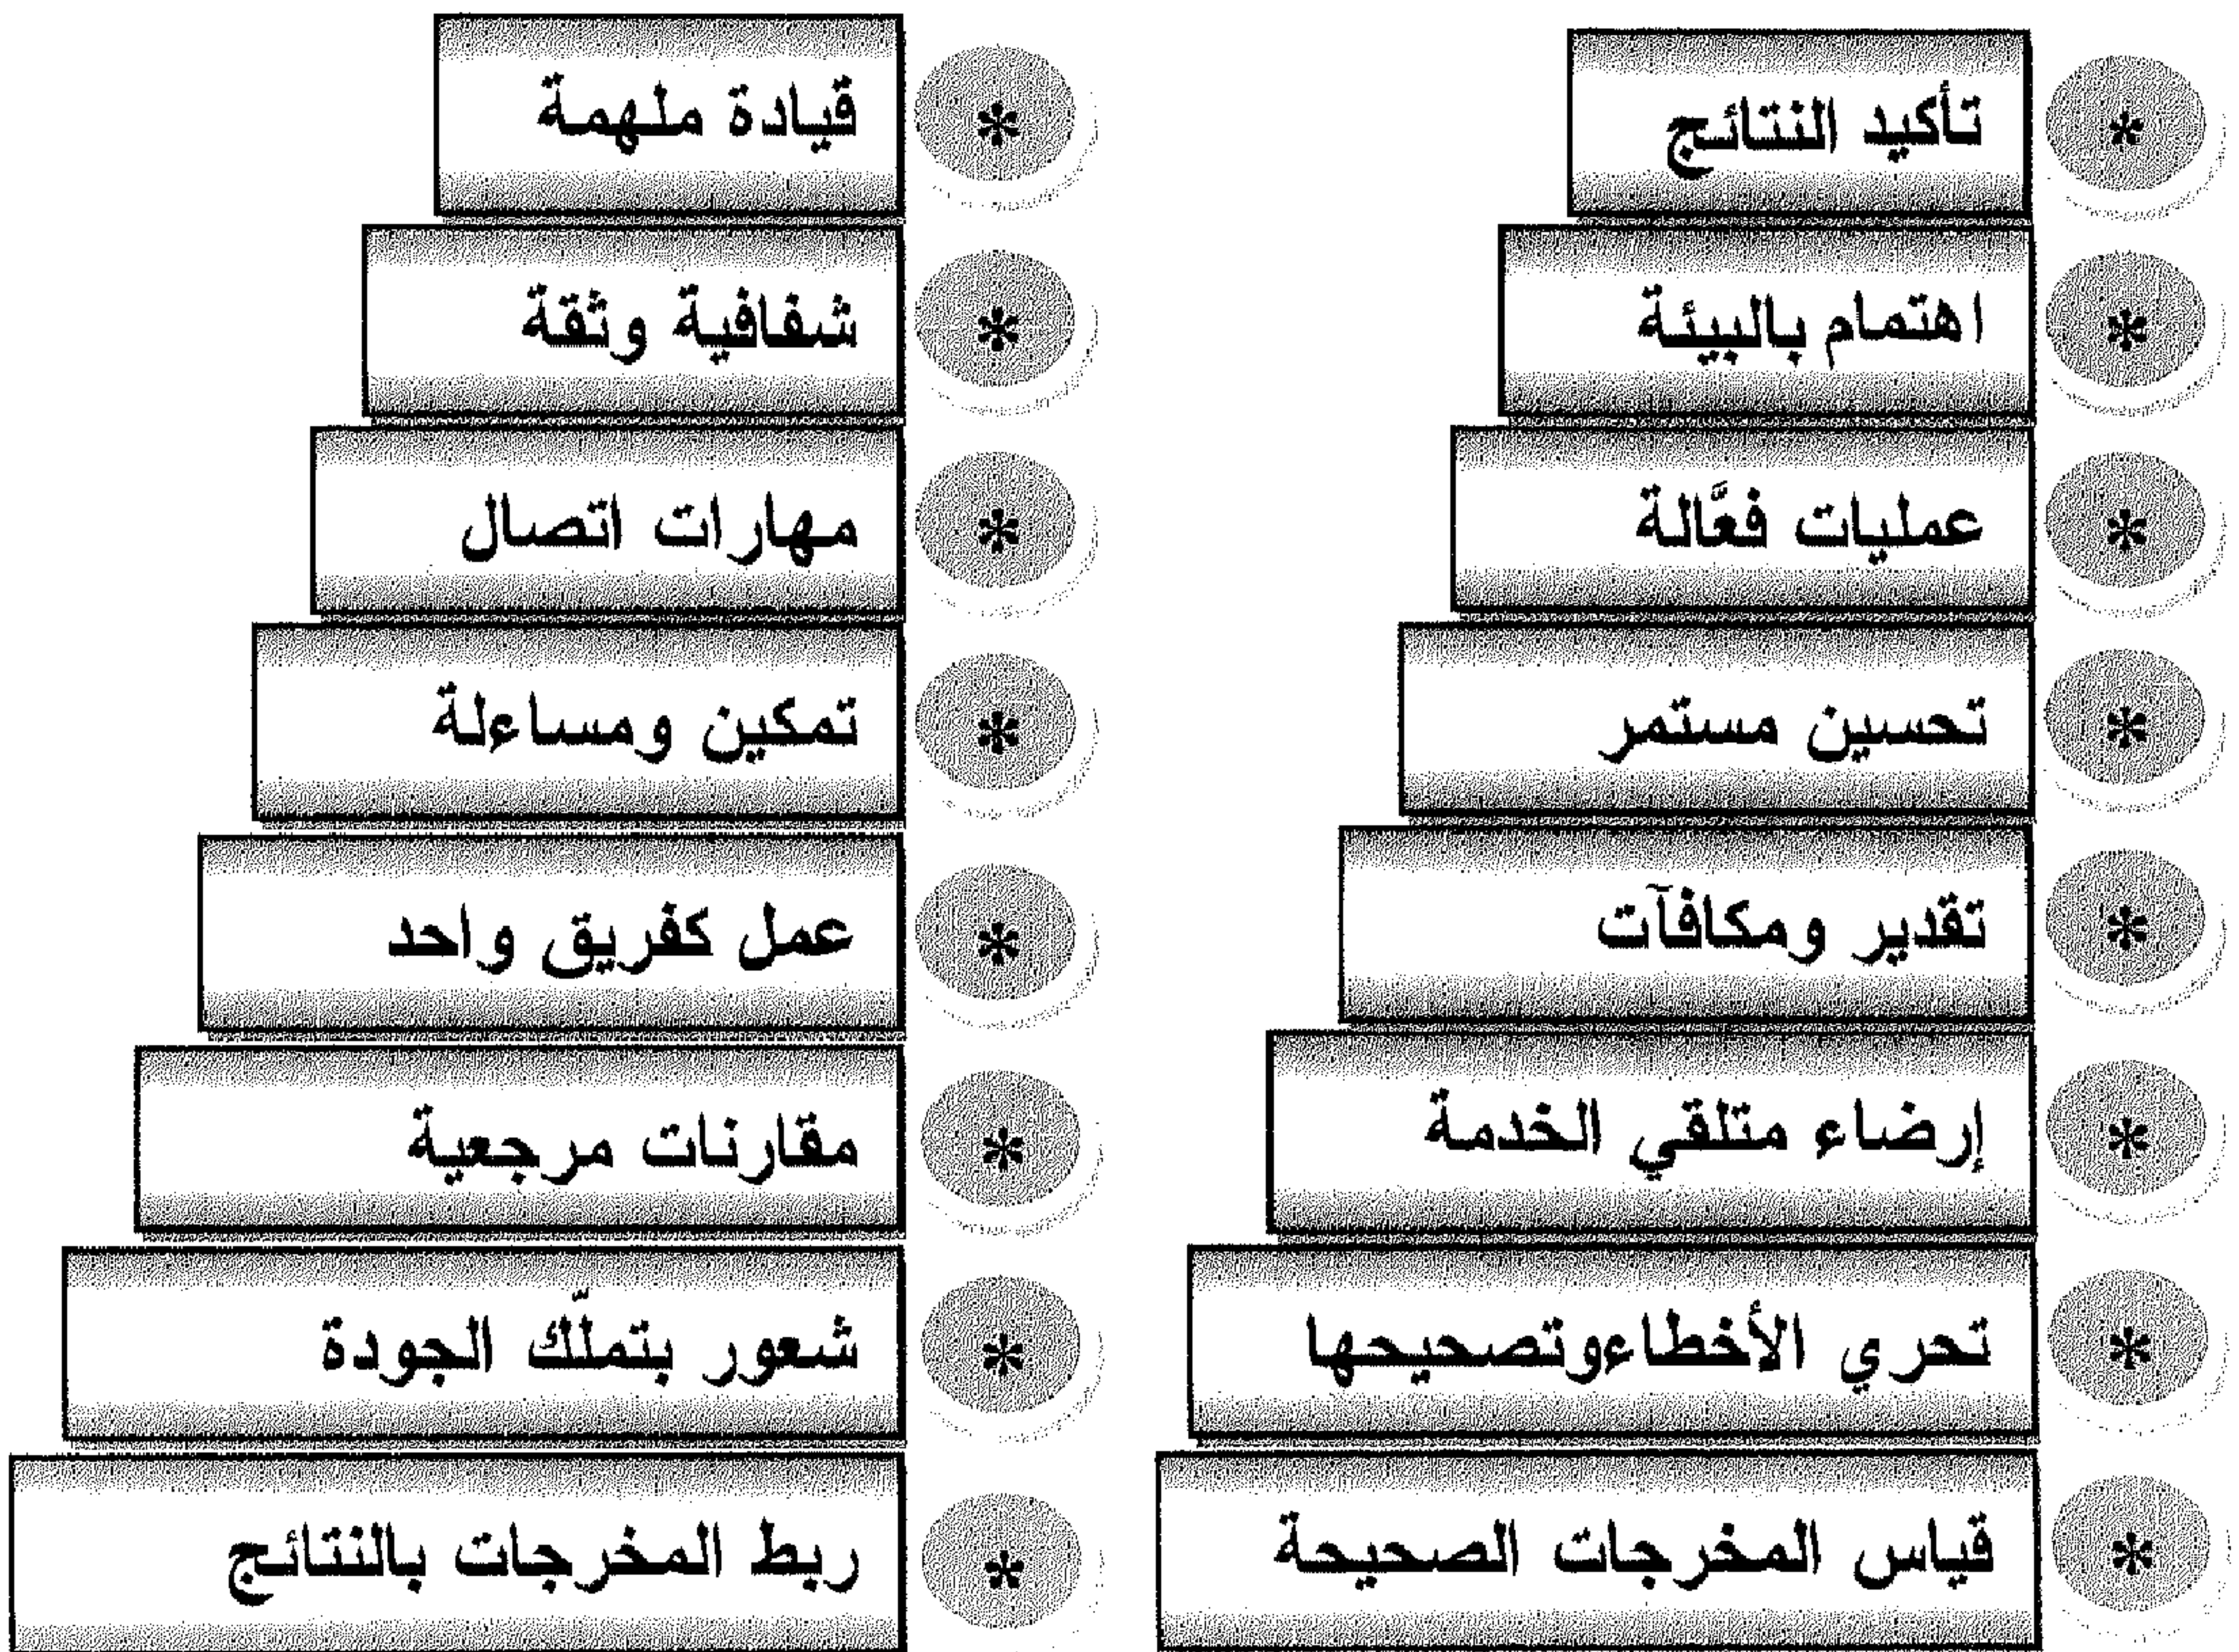 * تأكيد النتائج
* اهتمام بالبيئة
* عمليات فعَّالة
* تحسين مستمر
* تقدير ومكافآت
* إرضاء متلقي الخدمة
* تحري الأخطاءوتصحيحها
* قياس المخرجات الصحيحة
* قيادة ملهمة
* شفافية وثقة
* مهارات اتصال
* تمكين ومساءلة
* عمل كفريق واحد
* مقارنات مرجعية
* شعور بتملّك الجودة
* ربط المخرجات بالنتائج